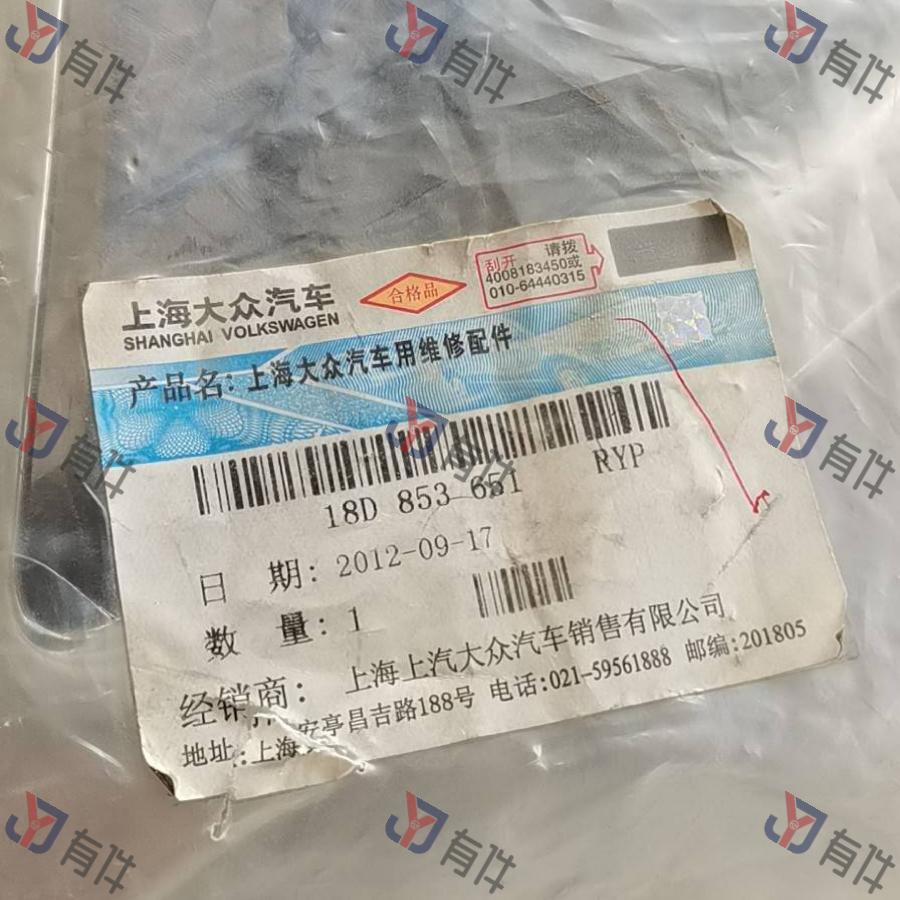 上海大众汽车
SHANGHAI VOLKSWAGEN
合格品
刮开 请拨
4008183450或
010-64440315
产品名: 上海大众汽车用维修配件
18D 853 651 RYP
日 期: 2012-09-17
数 量: 1
经销商: 上海上汽大众汽车销售有限公司
地址: 上海 安亭昌吉路188号 电话:021-59561888 邮编:201805
有件
有件
有件
有件
有件
有件
有件
有件
有件